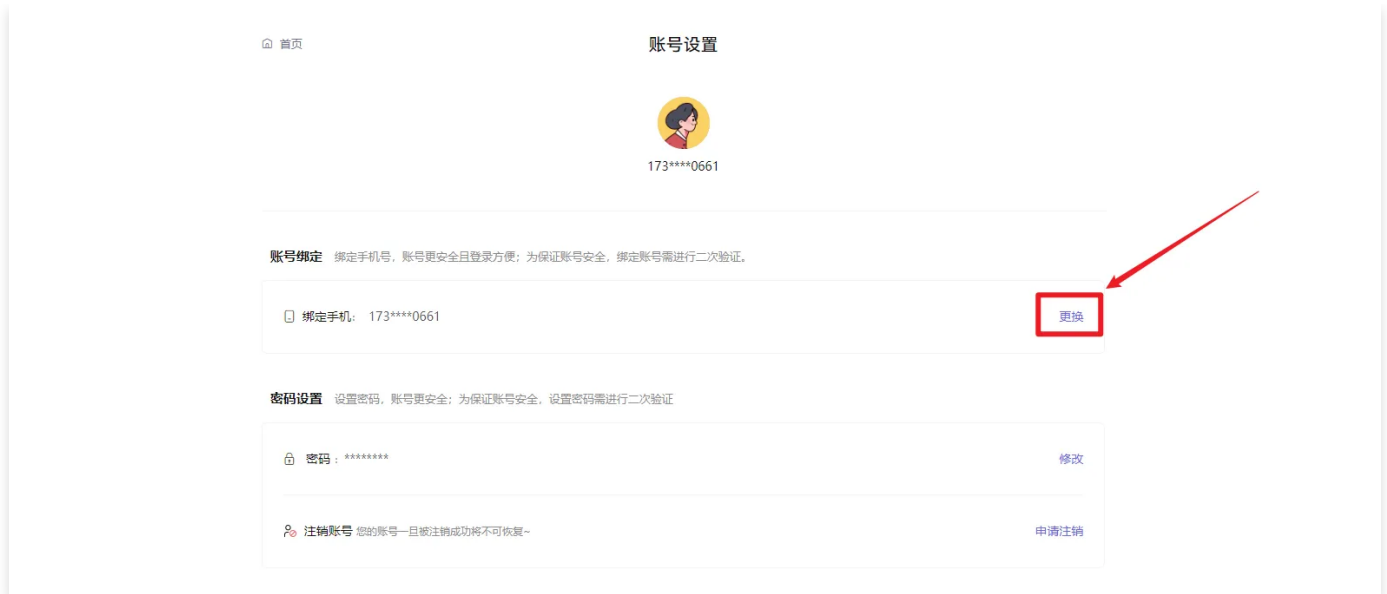 首页
账号设置
173****0661
账号绑定 绑定手机号，账号更安全且登录方便；为保证账号安全，绑定账号需进行二次验证。
绑定手机： 173****0661 更换
密码设置 设置密码，账号更安全；为保证账号安全，设置密码需进行二次验证
密码：******** 修改
注销账号 您的账号一旦被注销成功将不可恢复~ 申请注销